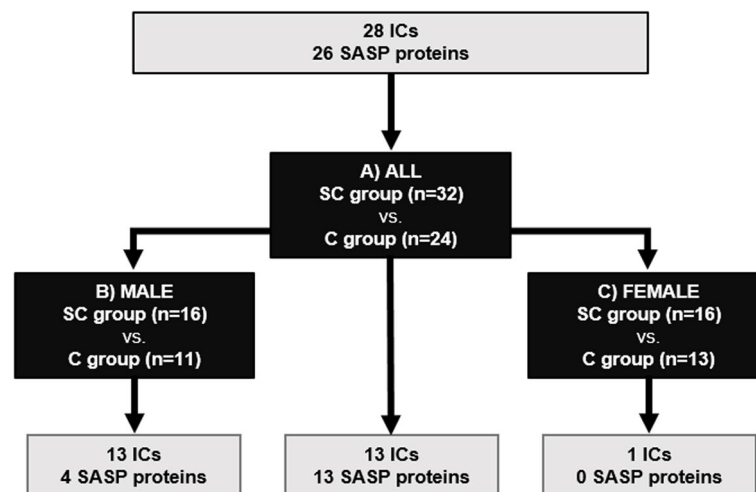 28 ICs
26 SASP proteins
A) ALL
SC group (n=32)
vs.
C group (n=24)
B) MALE
SC group (n=16)
vs.
C group (n=11)
C) FEMALE
SC group (n=16)
vs.
C group (n=13)
13 ICs
4 SASP proteins
13 ICs
13 SASP proteins
1 ICs
0 SASP proteins